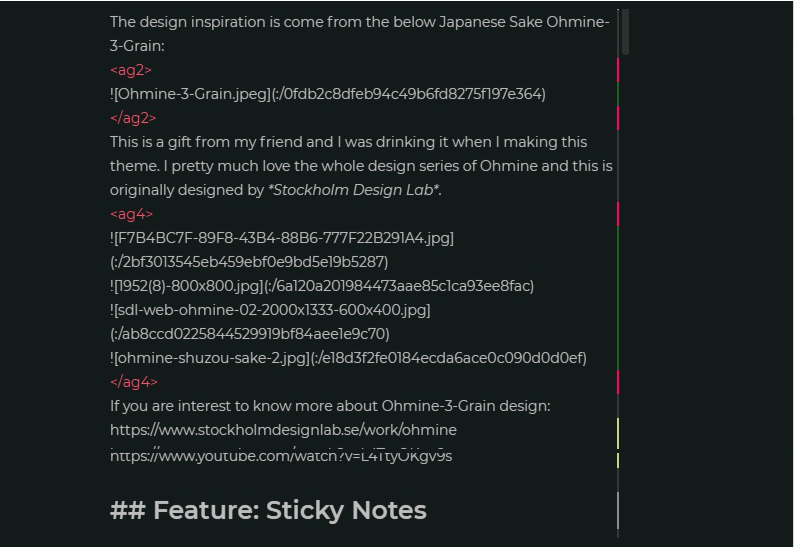 The design inspiration is come from the below Japanese Sake Ohmine-
3-Grain:
<ag2>
![Ohmine-3-Grain.jpeg](:/0fdb2c8dfeb94c49b6fd8275f197e364)
</ag2>
This is a gift from my friend and I was drinking it when I making this
theme. I pretty much love the whole design series of Ohmine and this is
originally designed by *Stockholm Design Lab*.
<ag4>
![F7B4BC7F-89F8-43B4-88B6-777F22B291A4.jpg]
(:/2bf3013545eb459ebf0e9bd5e19b5287)
![1952(8)-800x800.jpg](:/6a120a201984473aae85c1ca93ee8fac)
![sdl-web-ohmine-02-2000x1333-600x400.jpg]
(:/ab8ccd0225844529919bf84aee1e9c70)
![ohmine-shuzou-sake-2.jpg](:/e18d3f2fe0184ecda6ace0c090d0d0ef)
</ag4>
If you are interest to know more about Ohmine-3-Grain design:
https://www.stockholmdesignlab.se/work/ohmine
https://www.youtube.com/watch?v=L4TtyOKgv9s
## Feature: Sticky Notes